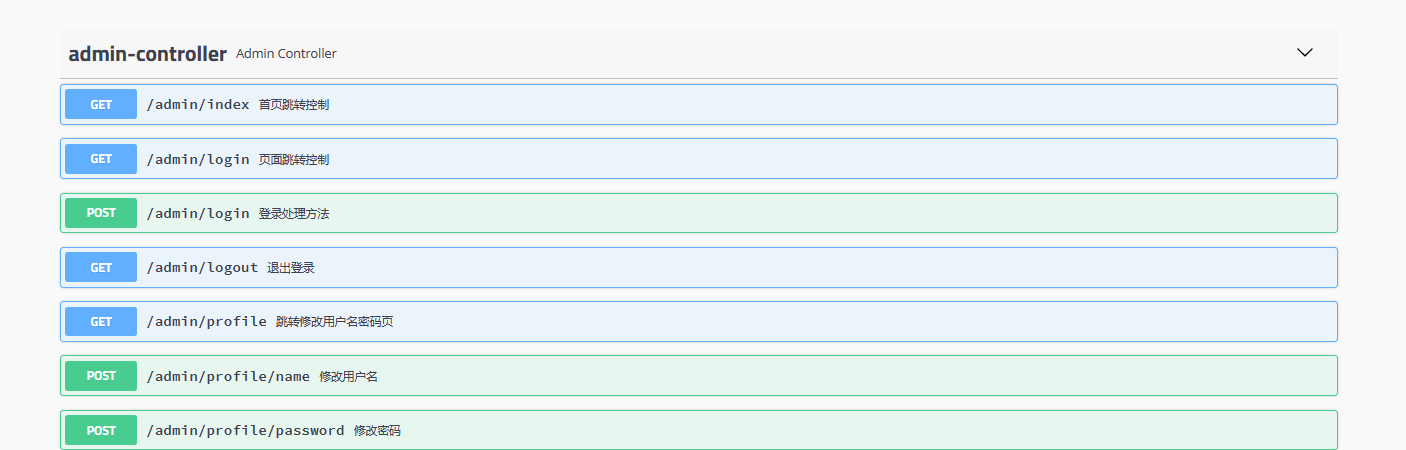 admin-controller Admin Controller
GET /admin/index 首页跳转控制
GET /admin/login 页面跳转控制
POST /admin/login 登录处理方法
GET /admin/logout 退出登录
GET /admin/profile 跳转修改用户名密码页
POST /admin/profile/name 修改用户名
POST /admin/profile/password 修改密码